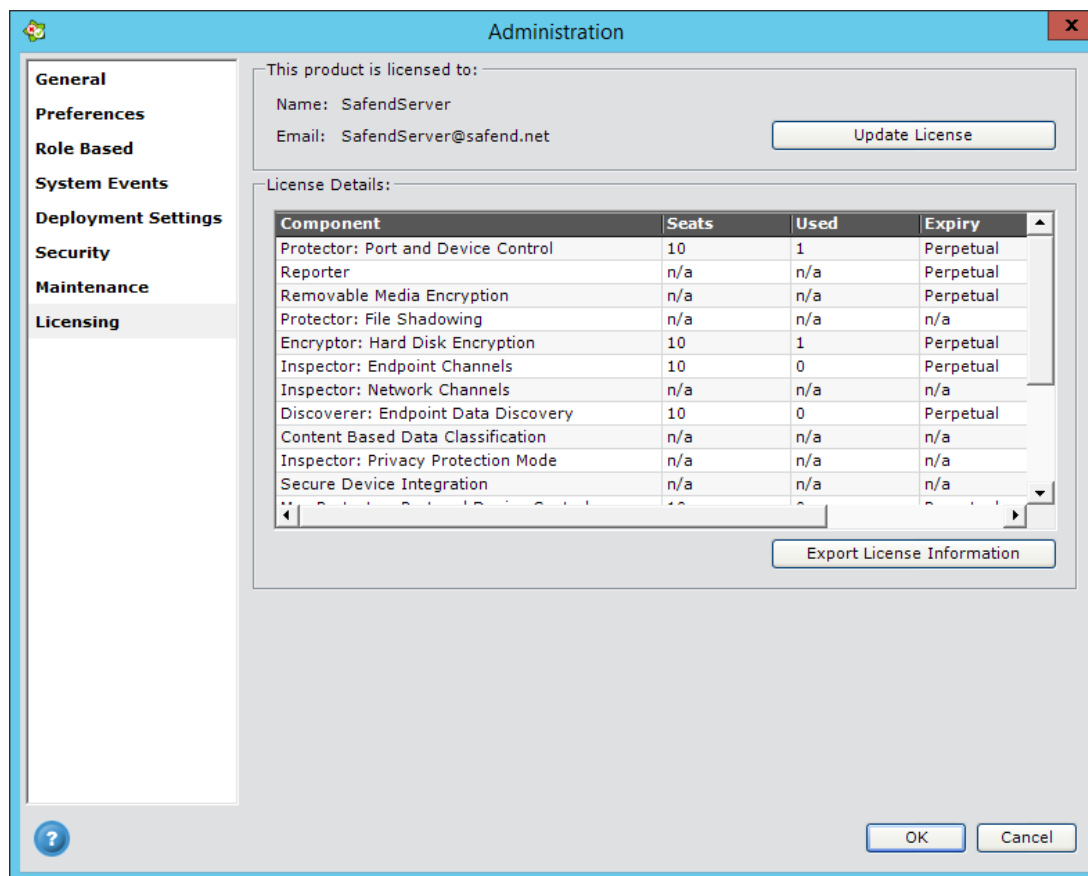 Administration
x
General
Preferences
Role Based
System Events
Deployment Settings
Security
Maintenance
Licensing
This product is licensed to:
Name: SafendServer
Email: SafendServer@safend.net
Update License
License Details:
Component Seats Used Expiry
Protector: Port and Device Control 10 1 Perpetual
Reporter n/a n/a Perpetual
Removable Media Encryption n/a n/a Perpetual
Protector: File Shadowing n/a n/a n/a
Encryptor: Hard Disk Encryption 10 1 Perpetual
Inspector: Endpoint Channels 10 0 Perpetual
Inspector: Network Channels n/a n/a n/a
Discoverer: Endpoint Data Discovery 10 0 Perpetual
Content Based Data Classification n/a n/a n/a
Inspector: Privacy Protection Mode n/a n/a n/a
Secure Device Integration n/a n/a n/a
Export License Information
?
OK Cancel